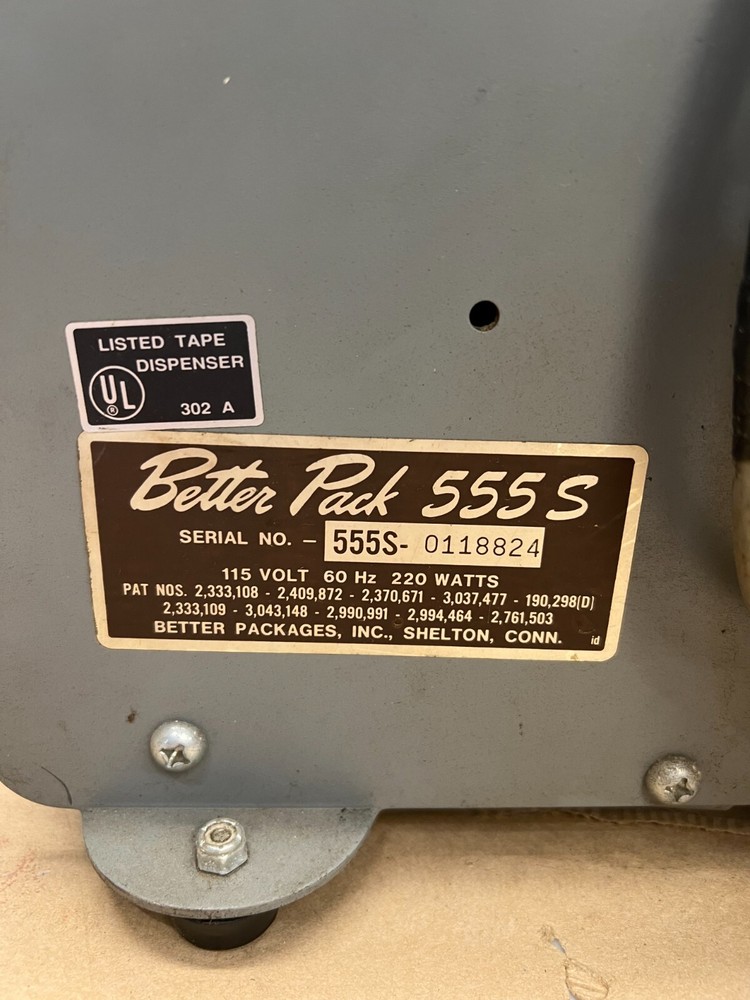 LISTED TAPE
DISPENSER
UL
®
302 A
Better Pack 555 S
SERIAL NO. – 555S- 0118824
115 VOLT 60 Hz 220 WATTS
PAT NOS. 2,333,108 - 2,409,872 - 2,370,671 - 3,037,477 - 190,298(D)
2,333,109 - 3,043,148 - 2,990,991 - 2,994,464 - 2,761,503
BETTER PACKAGES, INC., SHELTON, CONN.
id